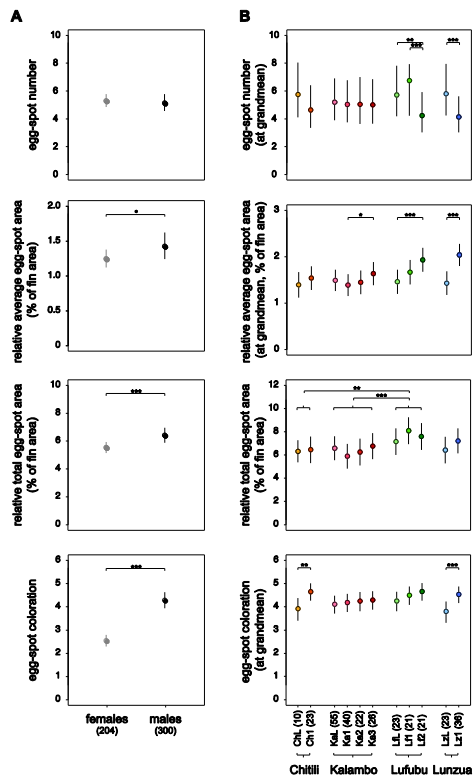 A
B
egg-spot number
10
8
6
4
2
0
egg-spot number
(at grandmean)
10
8
6
4
2
0
**
***
***
relative average egg-spot area
(% of fin area)
2.0
1.5
1.0
0.5
0.0
*
relative average egg-spot area
(at grandmean, % of fin area)
3
2
1
0
*
***
***
relative total egg-spot area
(% of fin area)
10
8
6
4
2
0
***
relative total egg-spot area
(% of fin area)
12
10
8
6
4
2
0
**
***
egg-spot coloration
6
5
4
3
2
1
0
***
egg-spot coloration
(at grandmean)
6
5
4
3
2
1
0
**
***
females
(204)
males
(300)
ChL (10)
Ch1 (23)
KaL (55)
Ka1 (40)
Ka2 (22)
Ka3 (26)
LfL (23)
Lf1 (21)
Lf2 (21)
LzL (23)
Lz1 (36)
Chitili Kalambo Lufubu Lunzua